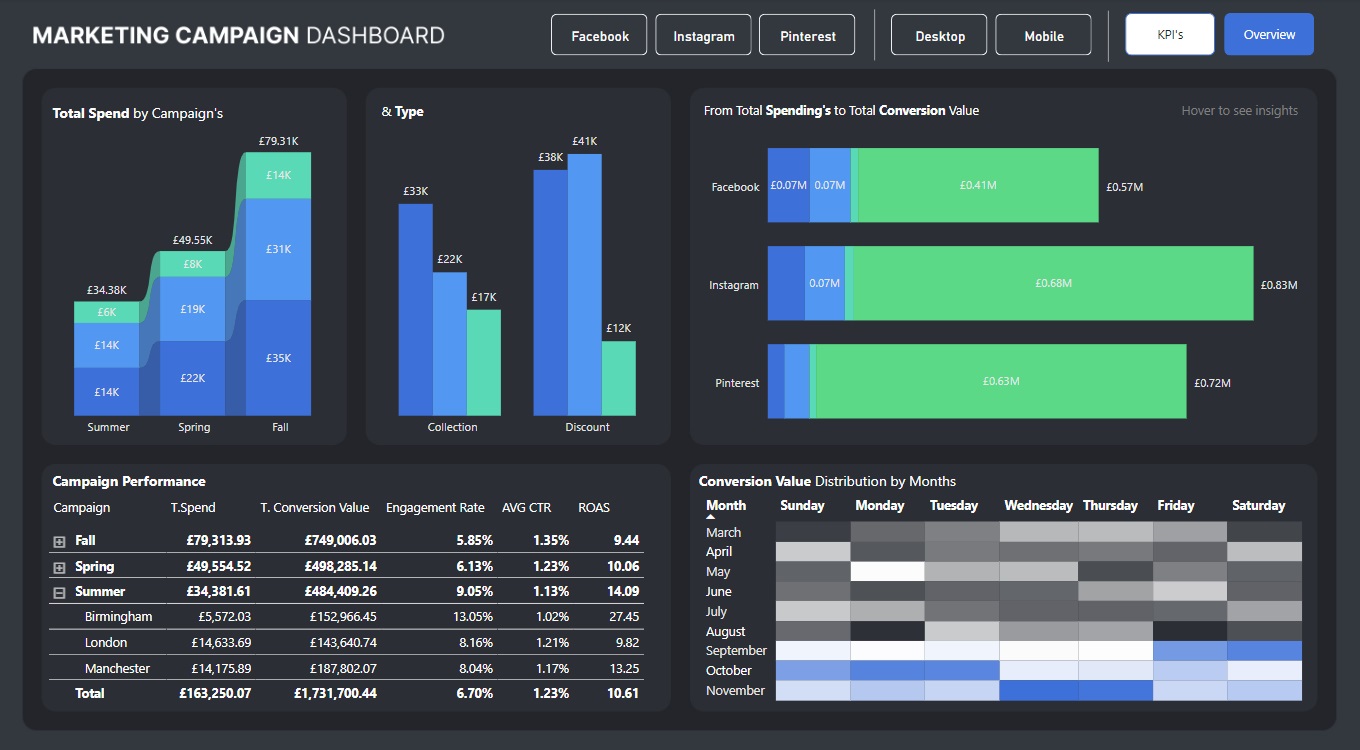 MARKETING CAMPAIGN DASHBOARD
Facebook Instagram Pinterest Desktop Mobile KPI's Overview
Total Spend by Campaign's
£79.31K
£14K
£49.55K
£31K
£8K
£34.38K
£6K
£19K
£14K
£35K
£22K
£14K
Summer Spring Fall
& Type
£41K
£38K
£33K
£22K
£17K
£12K
Collection Discount
From Total Spending's to Total Conversion Value Hover to see insights
Facebook £0.07M 0.07M £0.41M £0.57M
Instagram 0.07M £0.68M £0.83M
Pinterest £0.63M £0.72M
Campaign Performance
Campaign T.Spend T. Conversion Value Engagement Rate AVG CTR ROAS
Fall £79,313.93 £749,006.03 5.85% 1.35% 9.44
Spring £49,554.52 £498,285.14 6.13% 1.23% 10.06
Summer £34,381.61 £484,409.26 9.05% 1.13% 14.09
Birmingham £5,572.03 £152,966.45 13.05% 1.02% 27.45
London £14,633.69 £143,640.74 8.16% 1.21% 9.82
Manchester £14,175.89 £187,802.07 8.04% 1.17% 13.25
Total £163,250.07 £1,731,700.44 6.70% 1.23% 10.61
Conversion Value Distribution by Months
Month Sunday Monday Tuesday Wednesday Thursday Friday Saturday
March
April
May
June
July
August
September
October
November